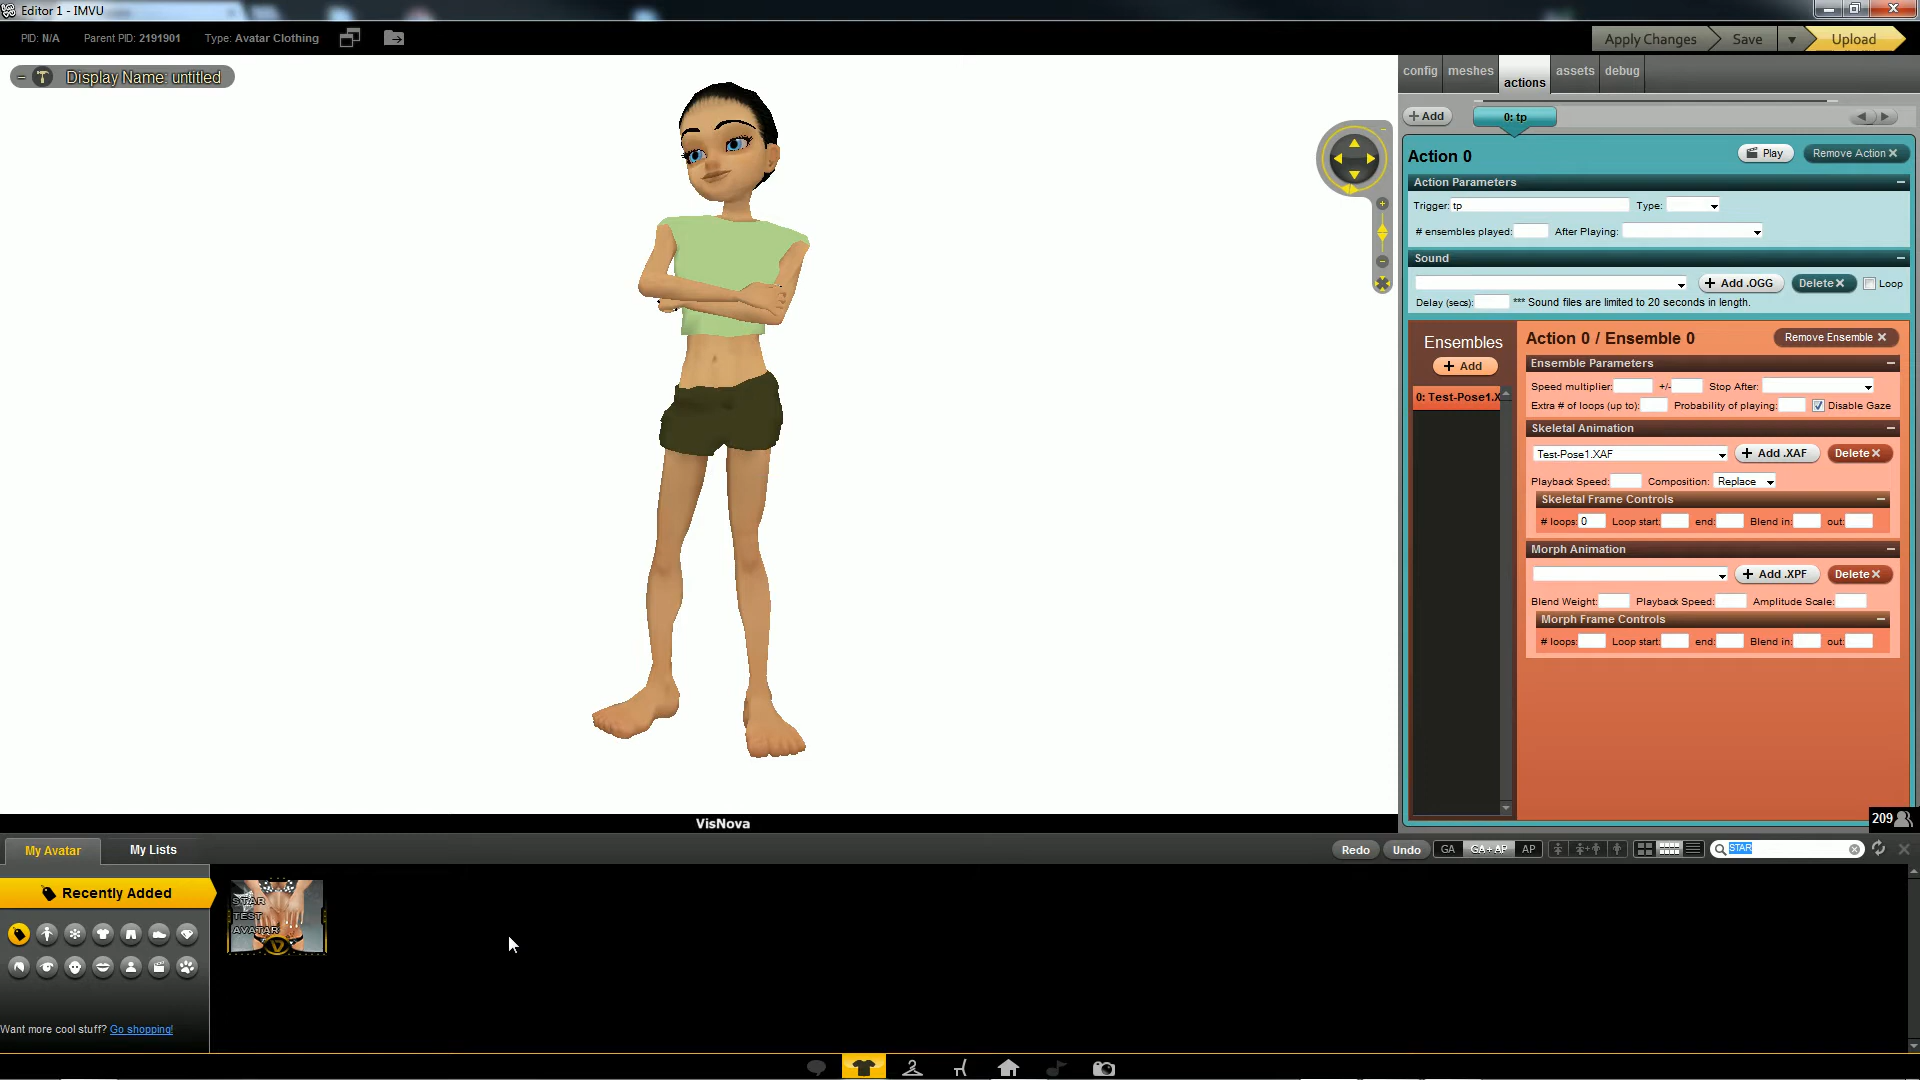 Editor 1 - IMVU
PID: N/A Parent PID: 2191901 Type: Avatar Clothing
Apply Changes Save Upload
Display Name: untitled
config meshes actions assets debug
+ Add 0: tp
Action 0 Play Remove Action X
Action Parameters
Trigger: tp Type:
# ensembles played: After Playing:
Sound
+ Add .OGG Delete X Loop
Delay (secs): *** Sound files are limited to 20 seconds in length.
Ensembles
+ Add
0: Test-Pose1.X
Action 0 / Ensemble 0 Remove Ensemble X
Ensemble Parameters
Speed multiplier: +/- Stop After:
Extra # of loops (up to): Probability of playing: Disable Gaze
Skeletal Animation
Test-Pose1.XAF + Add .XAF Delete X
Playback Speed: Composition: Replace
Skeletal Frame Controls
# loops: 0 Loop start: end: Blend in: out:
Morph Animation
+ Add .XPF Delete X
Blend Weight: Playback Speed: Amplitude Scale:
Morph Frame Controls
# loops: Loop start: end: Blend in: out:
209
VisNova
My Avatar My Lists
Redo Undo GA GA+AP AP STAR
Recently Added
STAR
TEST
AVATAR
Want more cool stuff? Go shopping!